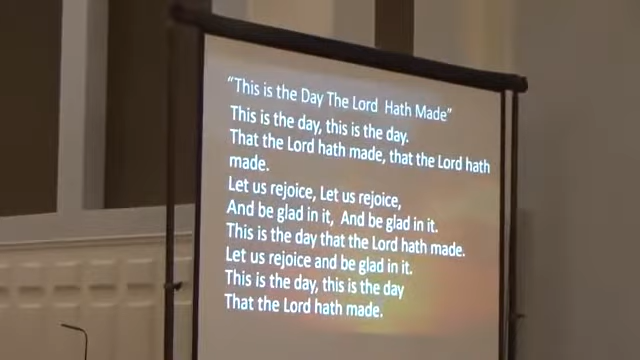 "This is the Day The Lord Hath Made"
This is the day, this is the day.
That the Lord hath made, that the Lord hath
made.
Let us rejoice, Let us rejoice,
And be glad in it, And be glad in it.
This is the day that the Lord hath made.
Let us rejoice and be glad in it.
This is the day, this is the day
That the Lord hath made.